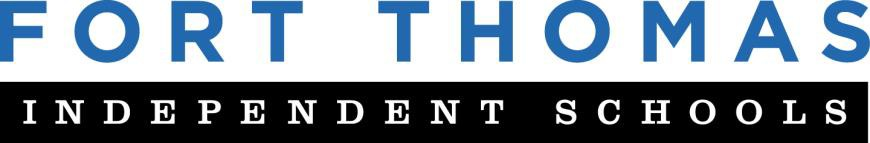 FORT THOMAS
INDEPENDENT SCHOOLS